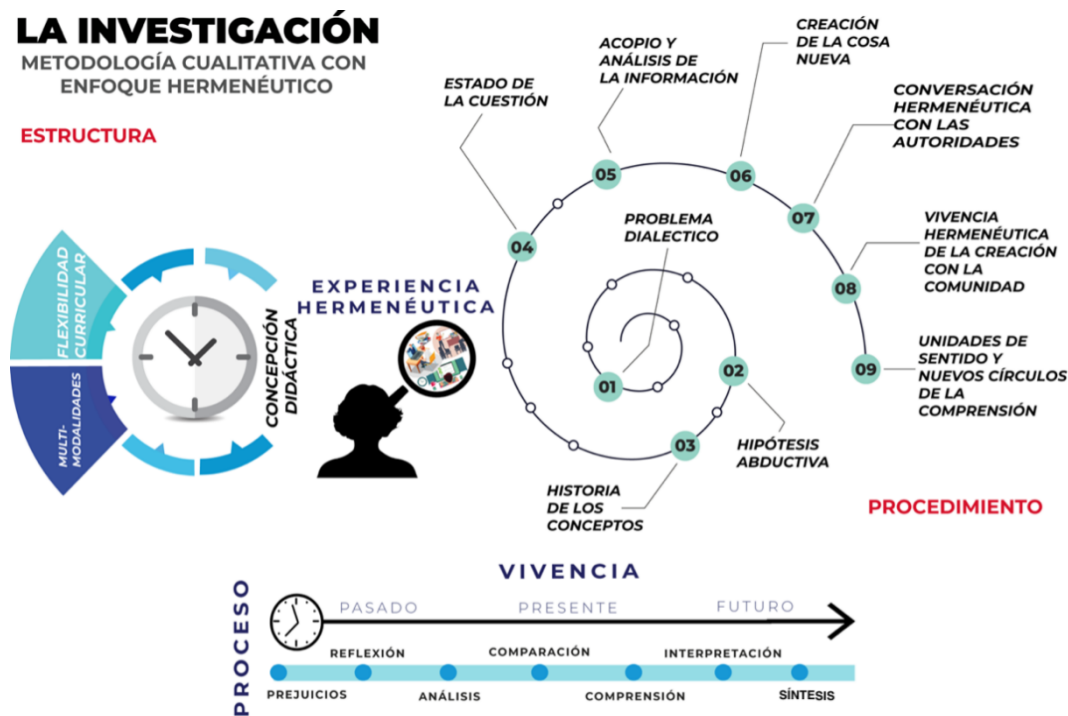 LA INVESTIGACIÓN
METODOLOGÍA CUALITATIVA CON
ENFOQUE HERMENÉUTICO
ESTRUCTURA
FLEXIBILIDAD
CURRICULAR
MULTI-
MODALIDADES
CONCEPCIÓN
DIDÁCTICA
EXPERIENCIA
HERMENÉUTICA
01
PROBLEMA
DIALECTICO
02
HIPÓTESIS
ABDUCTIVA
03
HISTORIA
DE LOS
CONCEPTOS
04
ESTADO DE
LA CUESTIÓN
05
ACOPIO Y
ANÁLISIS DE
LA INFORMACIÓN
06
CREACIÓN
DE LA COSA
NUEVA
07
CONVERSACIÓN
HERMENÉUTICA
CON LAS
AUTORIDADES
08
VIVENCIA
HERMENÉUTICA
DE LA CREACIÓN
CON LA
COMUNIDAD
09
UNIDADES DE
SENTIDO Y
NUEVOS CÍRCULOS
DE LA
COMPRENSIÓN
PROCEDIMIENTO
PROCESO
VIVENCIA
PASADO
PRESENTE
FUTURO
PREJUICIOS
REFLEXIÓN
ANÁLISIS
COMPARACIÓN
COMPRENSIÓN
INTERPRETACIÓN
SÍNTESIS